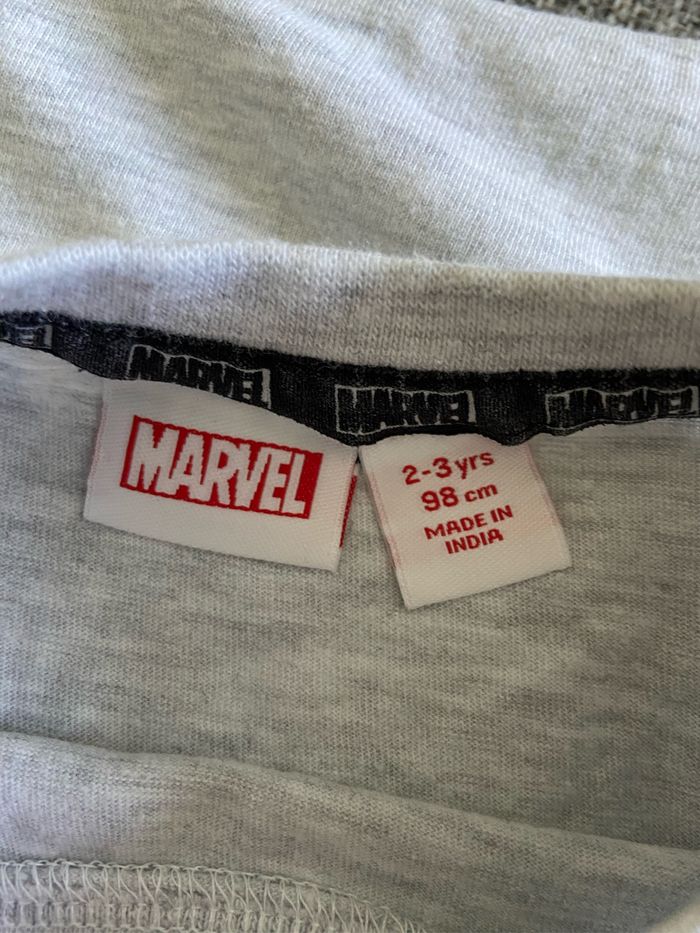 MARVEL MARVEL MARVEL
MARVEL
2-3 yrs
98 cm
MADE IN
INDIA